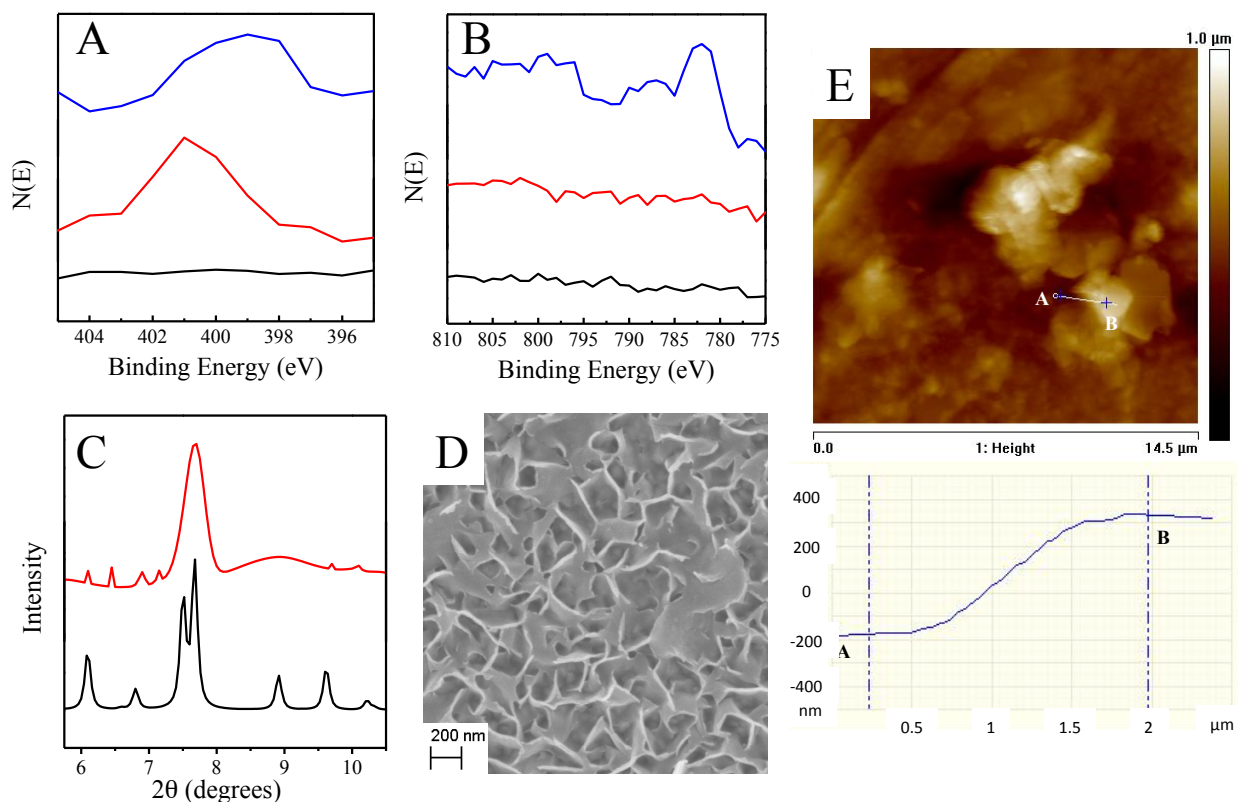 A
N(E)
404 402 400 398 396
Binding Energy (eV)
B
N(E)
810 805 800 795 790 785 780 775
Binding Energy (eV)
C
Intensity
6 7 8 9 10
2θ (degrees)
D
200 nm
E
1.0 µm
A
B
0.0 1: Height 14.5 µm
400
200
0
-200
-400
nm
A
B
0.5 1 1.5 2 µm